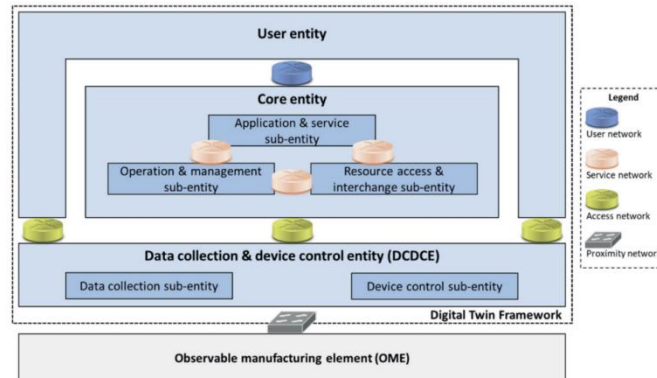 User entity
Core entity
Application & service
sub-entity
Operation & management
sub-entity
Resource access &
interchange sub-entity
Data collection & device control entity (DCDCE)
Data collection sub-entity
Device control sub-entity
Digital Twin Framework
Observable manufacturing element (OME)
Legend
User network
Service network
Access network
Proximity network